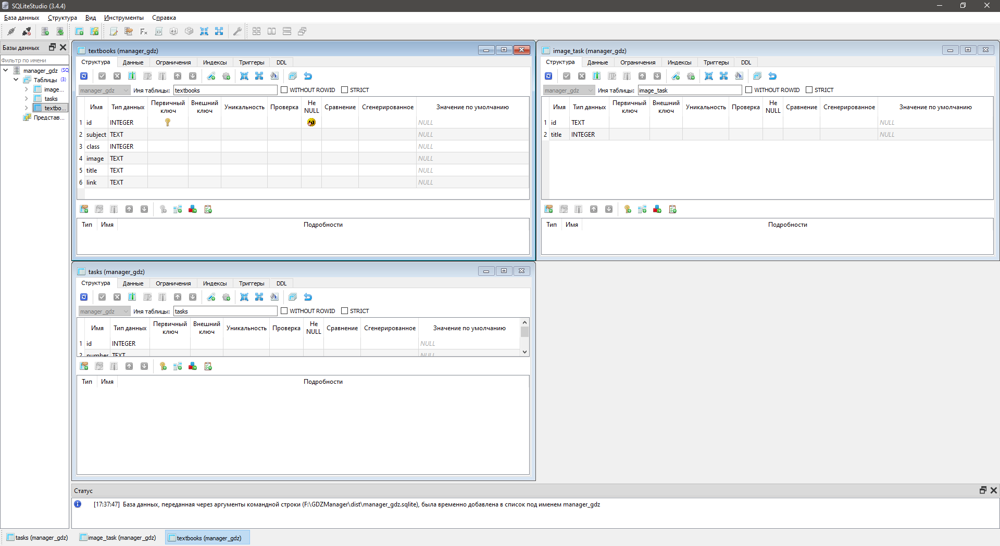 SQLiteStudio (3.4.4)
База данных Структура Вид Инструменты Справка
Базы данных
Фильтр по имени
manager_gdz (SQ
Таблицы (3)
image...
tasks
textbo...
Представ...
textbooks (manager_gdz)
Структура Данные Ограничения Индексы Триггеры DDL
manager_gdz Имя таблицы: textbooks WITHOUT ROWID STRICT
Имя Тип данных Первичный ключ Внешний ключ Уникальность Проверка Не NULL Сравнение Сгенерированное Значение по умолчанию
1 id INTEGER NULL
2 subject TEXT NULL
3 class INTEGER NULL
4 image TEXT NULL
5 title TEXT NULL
6 link TEXT NULL
Тип Имя Подробности
image_task (manager_gdz)
Структура Данные Ограничения Индексы Триггеры DDL
manager_gdz Имя таблицы: image_task WITHOUT ROWID STRICT
Имя Тип данных Первичный ключ Внешний ключ Уникальность Проверка Не NULL Сравнение Сгенерированное Значение по умолчанию
1 id TEXT NULL
2 title INTEGER NULL
Тип Имя Подробности
tasks (manager_gdz)
Структура Данные Ограничения Индексы Триггеры DDL
manager_gdz Имя таблицы: tasks WITHOUT ROWID STRICT
Имя Тип данных Первичный ключ Внешний ключ Уникальность Проверка Не NULL Сравнение Сгенерированное Значение по умолчанию
1 id INTEGER NULL
2 number TEXT NULL
Тип Имя Подробности
Статус
[17:37:47] База данных, переданная через аргументы командной строки (F:\GDZManager\dist\manager_gdz.sqlite), была временно добавлена в список под именем manager_gdz
tasks (manager_gdz) image_task (manager_gdz) textbooks (manager_gdz)